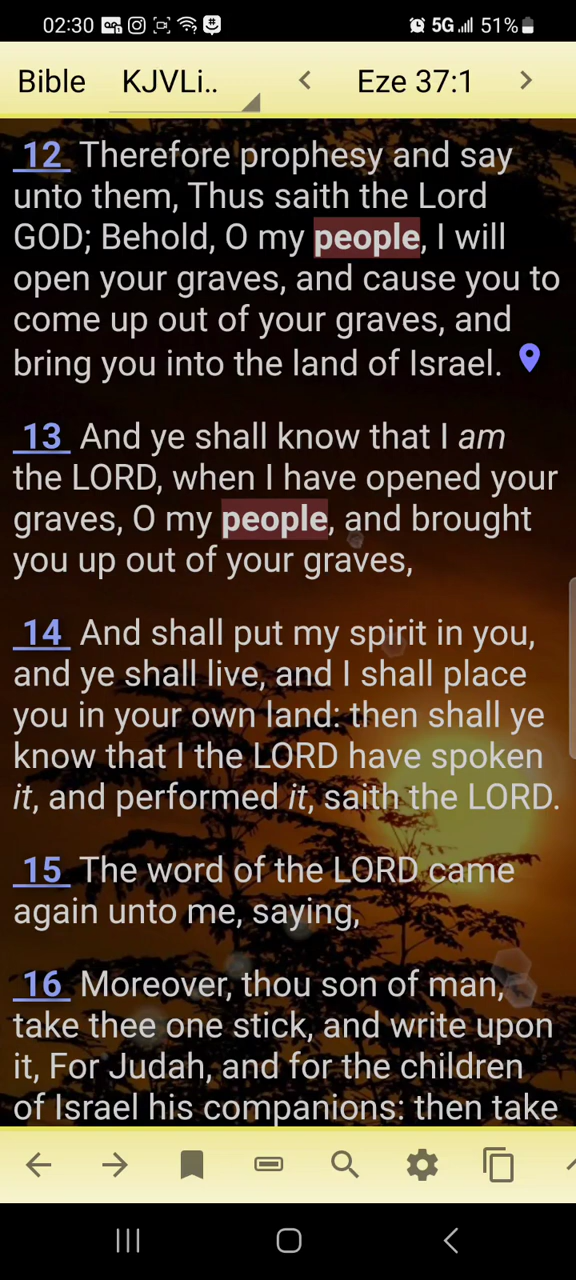 02:30 5G 51%
Bible KJVLi.. < Eze 37:1 >
12 Therefore prophesy and say
unto them, Thus saith the Lord
GOD; Behold, O my people, I will
open your graves, and cause you to
come up out of your graves, and
bring you into the land of Israel.
13 And ye shall know that I am
the LORD, when I have opened your
graves, O my people, and brought
you up out of your graves,
14 And shall put my spirit in you,
and ye shall live, and I shall place
you in your own land: then shall ye
know that I the LORD have spoken
it, and performed it, saith the LORD.
15 The word of the LORD came
again unto me, saying,
16 Moreover, thou son of man,
take thee one stick, and write upon
it, For Judah, and for the children
of Israel his companions: then take